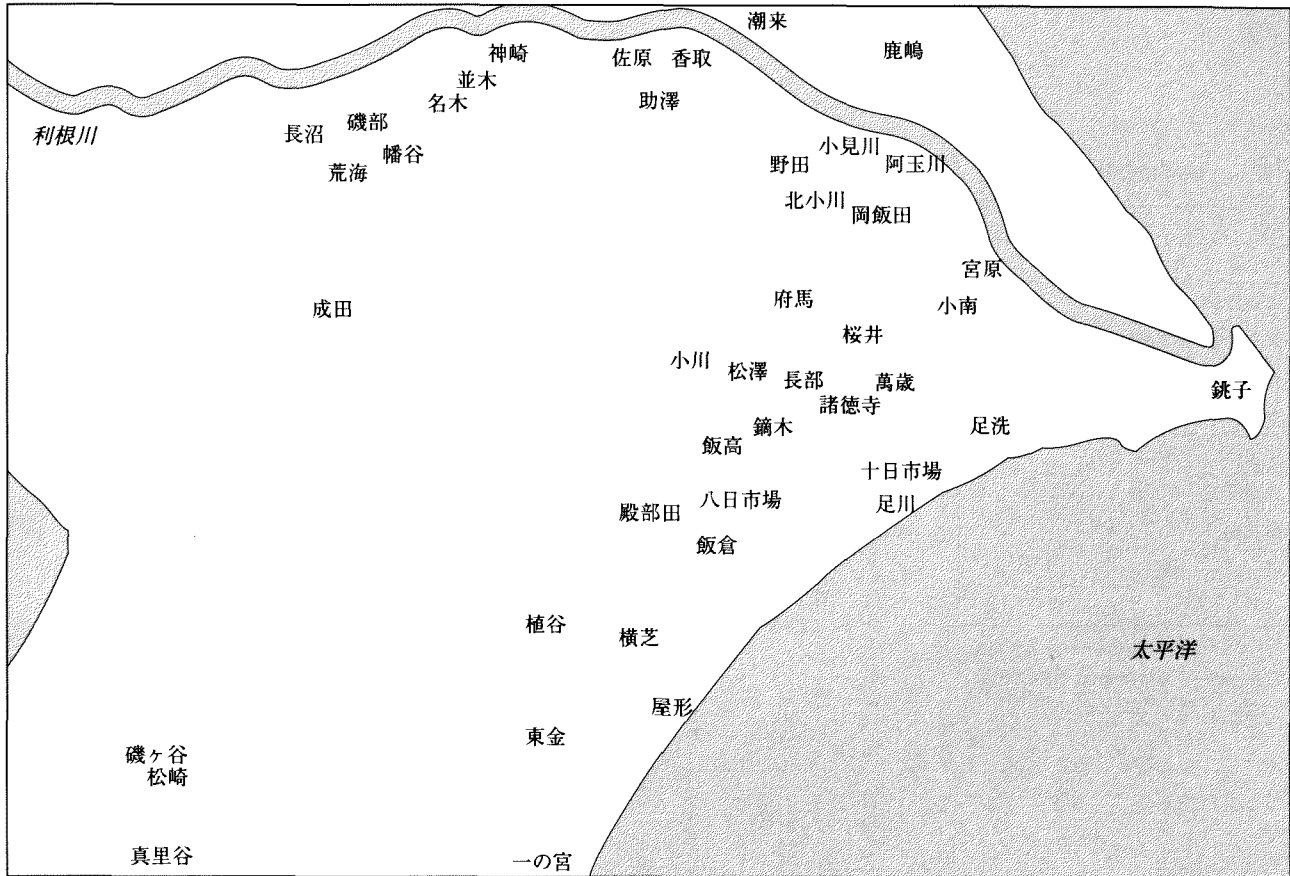 潮来
鹿嶋
神崎
佐原
香取
並木
名木
助澤
利根川
長沼
磯部
幡谷
荒海
小見川
野田
阿玉川
北小川
岡飯田
宮原
成田
府馬
小南
桜井
小川
松澤
長部
萬歳
諸徳寺
銚子
鏑木
足洗
飯高
十日市場
八日市場
足川
殿部田
飯倉
植谷
横芝
太平洋
屋形
東金
磯ヶ谷
松崎
真里谷
一の宮